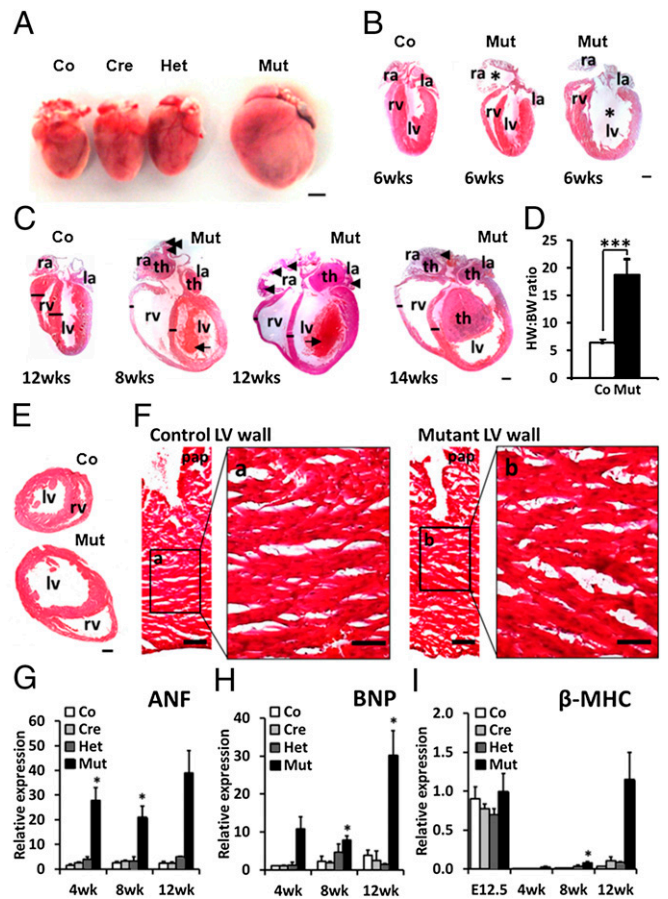 A
Co Cre Het Mut
B
Co Mut Mut
ra la rv lv
ra * la rv lv
ra la rv * lv
6wks 6wks 6wks
C
Co Mut Mut Mut
ra la rv lv
ra th la th rv lv
ra th la rv lv
ra th la rv th lv
12wks 8wks 12wks 14wks
D
***
HW:BW ratio
25
20
15
10
5
0
Co Mut
E
Co
lv rv
Mut
lv
rv
F
Control LV wall Mutant LV wall
pap a pap b
a b
G ANF
Co
Cre
Het
Mut
Relative expression
60
50
40
30
20
10
0
* *
4wk 8wk 12wk
H BNP
Co
Cre
Het
Mut
Relative expression
40
30
20
10
0
* *
4wk 8wk 12wk
I β-MHC
Co
Cre
Het
Mut
Relative expression
2.0
1.5
1.0
0.5
0.0
*
E12.5 4wk 8wk 12wk